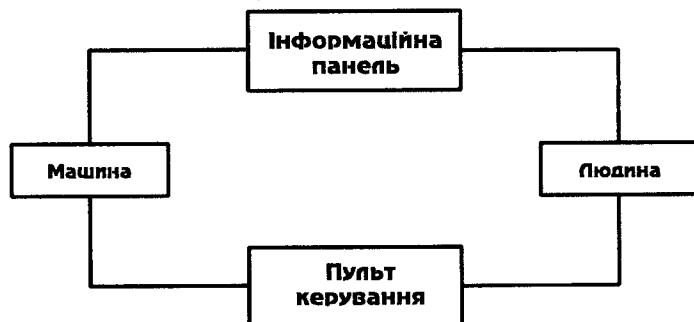 Інформаційна
панель
Машина
Людина
Пульт
керування